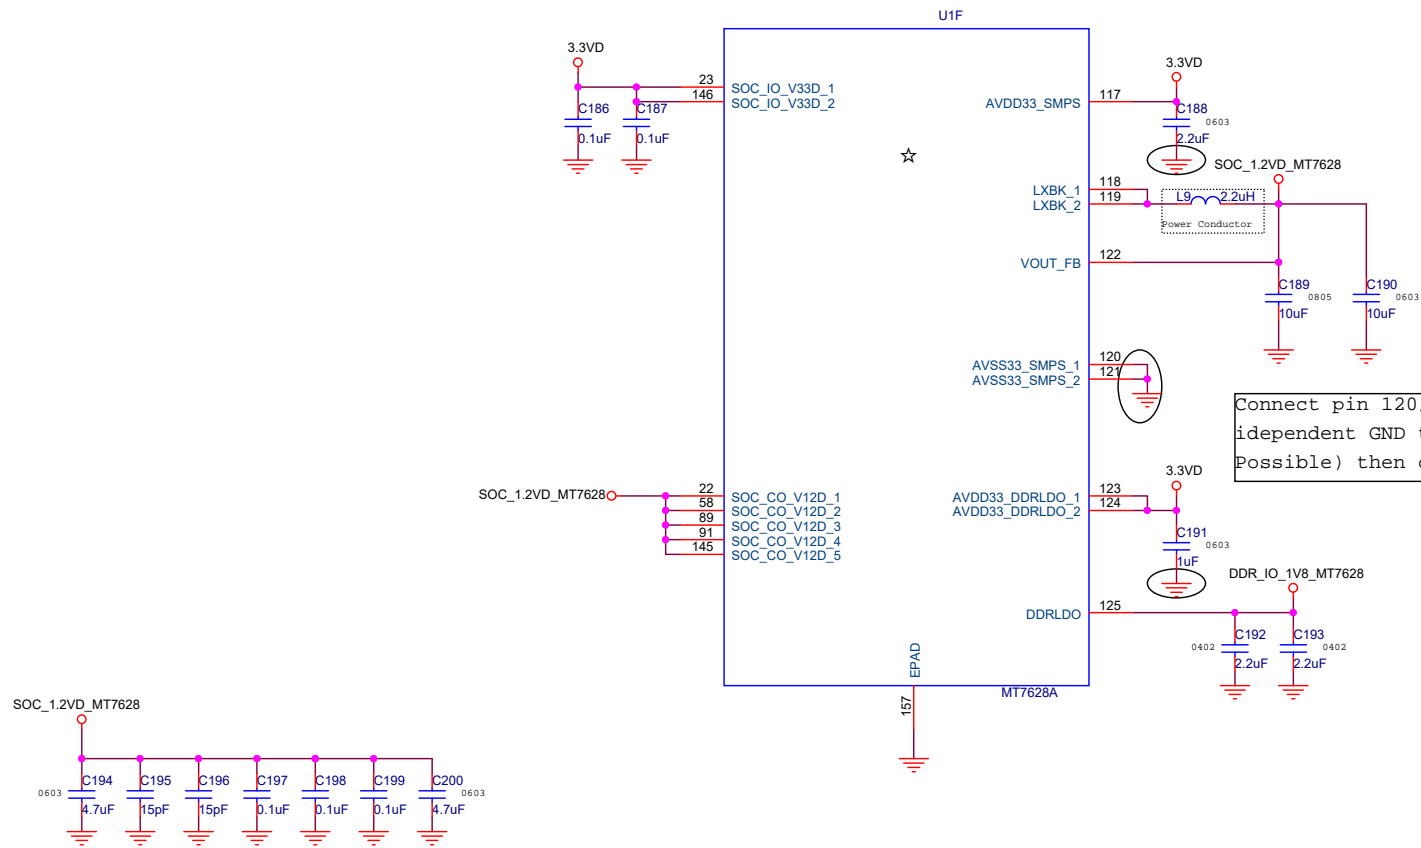 U1F
3.3VD
23
146
SOC_IO_V33D_1
SOC_IO_V33D_2
C186
0.1uF
C187
0.1uF
AVDD33_SMPS
117
3.3VD
C188
0603
2.2uF
SOC_1.2VD_MT7628
LXBK_1
118
LXBK_2
119
L9
2.2uH
Power Conductor
VOUT_FB
122
C189
0805
10uF
C190
0603
10uF
AVSS33_SMPS_1
120
AVSS33_SMPS_2
121
Connect pin 120,
idependent GND
Possible) then
SOC_1.2VD_MT7628
22
SOC_CO_V12D_1
58
SOC_CO_V12D_2
89
SOC_CO_V12D_3
91
SOC_CO_V12D_4
145
SOC_CO_V12D_5
3.3VD
AVDD33_DDRLDO_1
123
AVDD33_DDRLDO_2
124
C191
0603
1uF
DDR_IO_1V8_MT7628
DDRLDO
125
C192
0402
2.2uF
C193
0402
2.2uF
EPAD
157
MT7628A
SOC_1.2VD_MT7628
C194
0603
4.7uF
C195
15pF
C196
15pF
C197
0.1uF
C198
0.1uF
C199
0.1uF
C200
0603
4.7uF